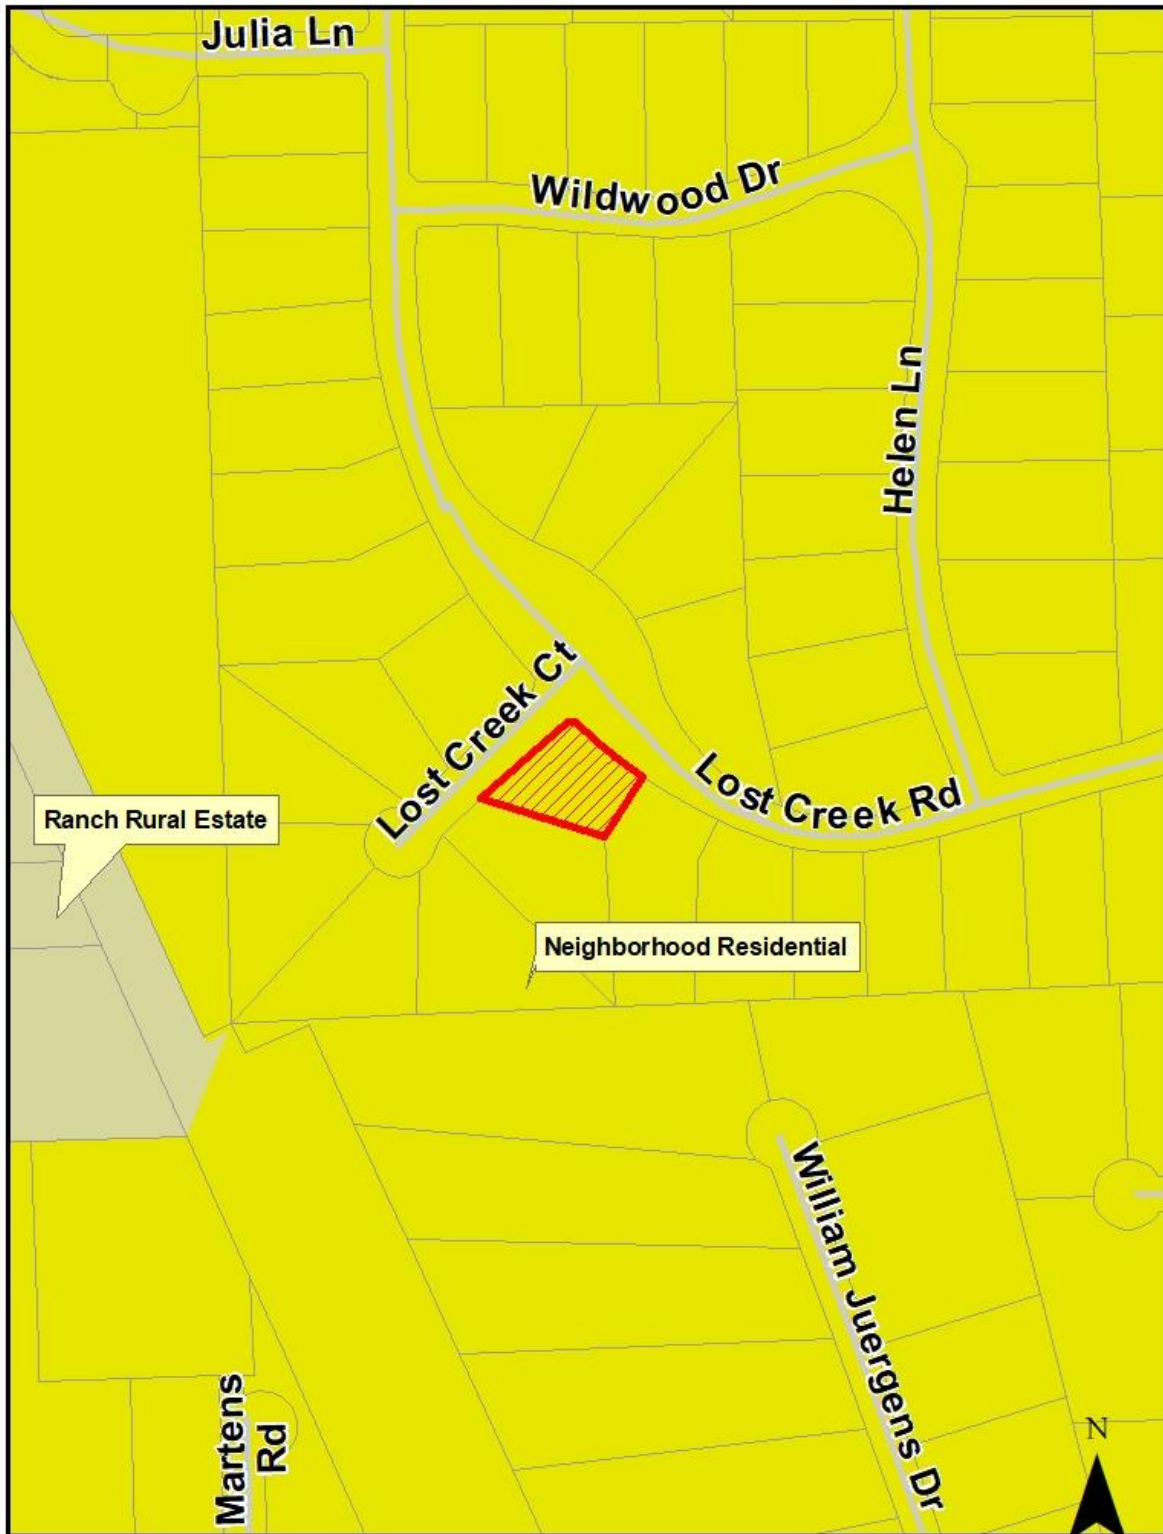 Julia Ln
Wildwood Dr
Helen Ln
Lost Creek Ct
Lost Creek Rd
Ranch Rural Estate
Neighborhood Residential
William Juergens Dr
Martens
Rd
N